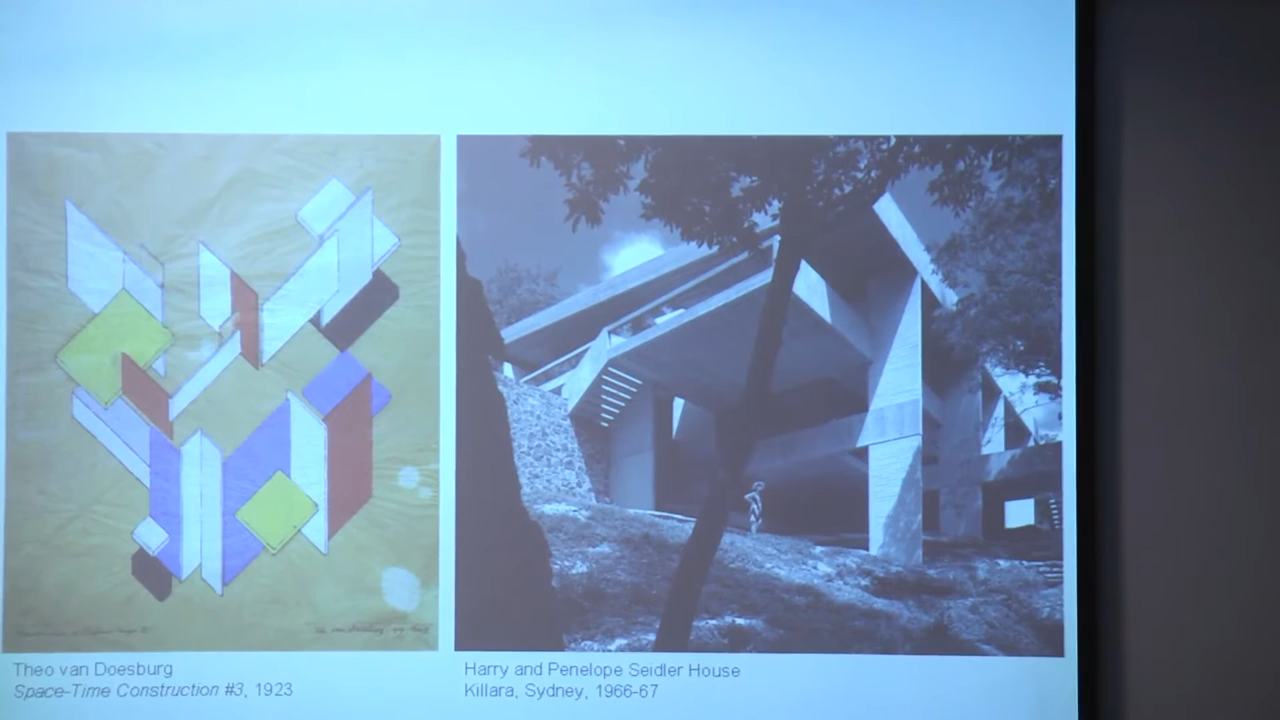 Theo van Doesburg
Space-Time Construction #3, 1923
Harry and Penelope Seidler House
Killara, Sydney, 1966-67